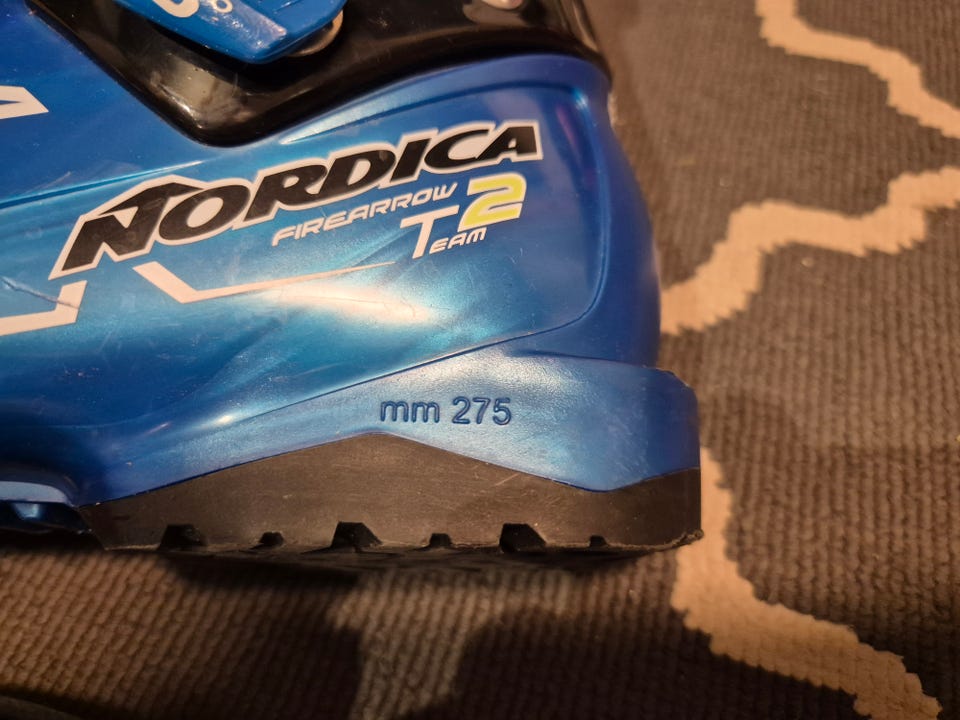 NORDICA
FIREARROW
TEAM 2
mm 275